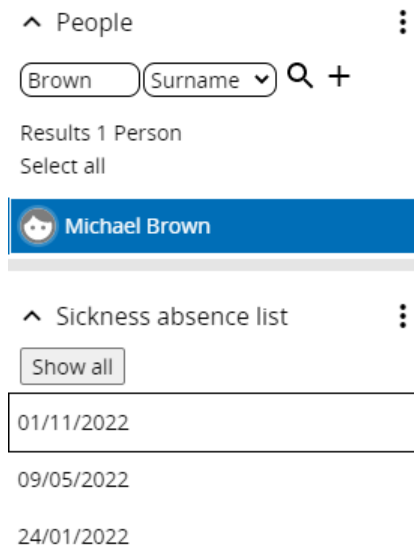 People
Brown Surname
Results 1 Person
Select all
Michael Brown
Sickness absence list
Show all
01/11/2022
09/05/2022
24/01/2022